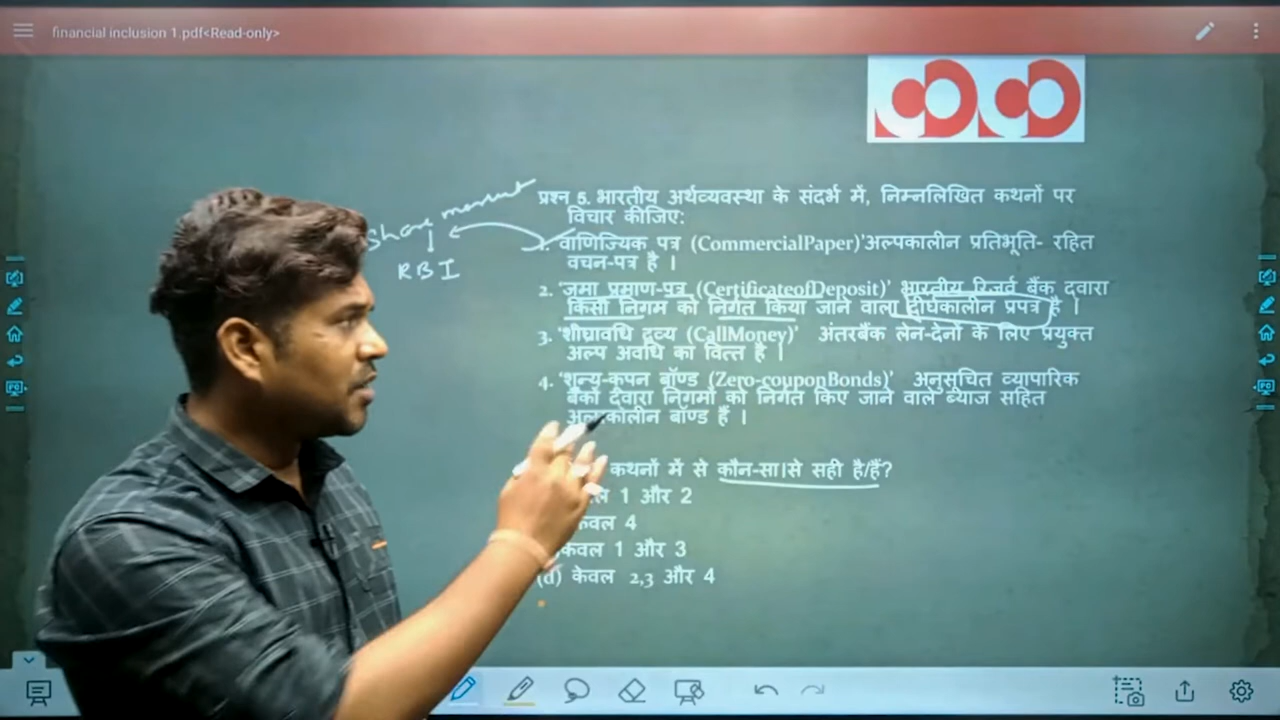 financial inclusion 1.pdf<Read-only>
Share market
RBI
प्रश्न 5. भारतीय अर्थव्यवस्था के संदर्भ में, निम्नलिखित कथनों पर
विचार कीजिए:
1. वाणिज्यिक पत्र (CommercialPaper)'अल्पकालीन प्रतिभूति- रहित
वचन-पत्र है ।
2. 'जमा प्रमाण-पत्र (CertificateofDeposit)' भारतीय रिजर्व बैंक द्वारा
किसी निगम को निर्गत किया जाने वाला दीर्घकालीन प्रपत्र है ।
3. 'शीघ्रावधि द्रव्य (CallMoney)' अंतरबैंक लेन-देनों के लिए प्रयुक्त
अल्प अवधि का वित्त है ।
4. 'शून्य-कूपन बॉण्ड (Zero-couponBonds)' अनुसूचित व्यापारिक
बैंकों द्वारा निगमों को निर्गत किए जाने वाले ब्याज सहित
अल्पकालीन बॉण्ड हैं ।
कथनों में से कौन-सा।से सही है/हैं?
1 और 2
केवल 4
केवल 1 और 3
(d) केवल 2,3 और 4